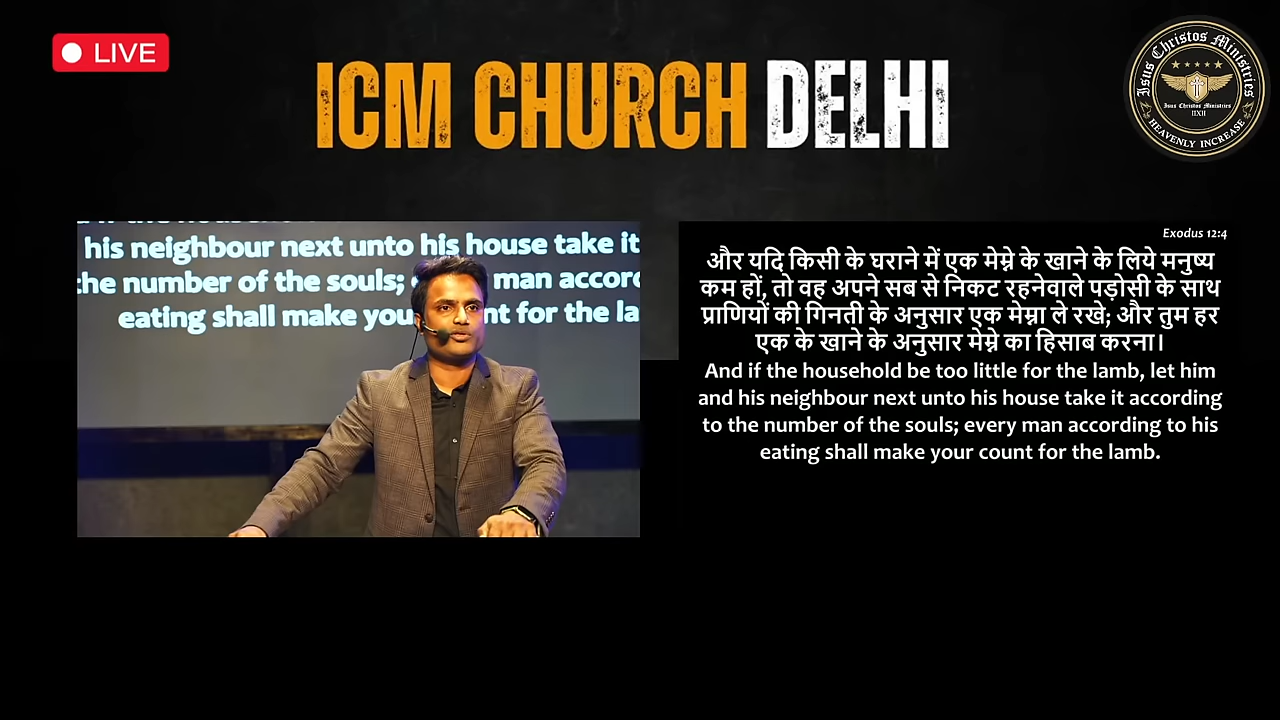 LIVE
ICM CHURCH DELHI
Isus Christos Ministries
Isus Christos Ministries
HEAVENLY INCREASE
his neighbour next unto his house take it
the number of the souls; man accord
eating shall make you nt for the la
Exodus 12:4
और यदि किसी के घराने में एक मेम्ने के खाने के लिये मनुष्य
कम हों, तो वह अपने सब से निकट रहनेवाले पड़ोसी के साथ
प्राणियों की गिनती के अनुसार एक मेम्ना ले रखे; और तुम हर
एक के खाने के अनुसार मेम्ने का हिसाब करना।
And if the household be too little for the lamb, let him
and his neighbour next unto his house take it according
to the number of the souls; every man according to his
eating shall make your count for the lamb.